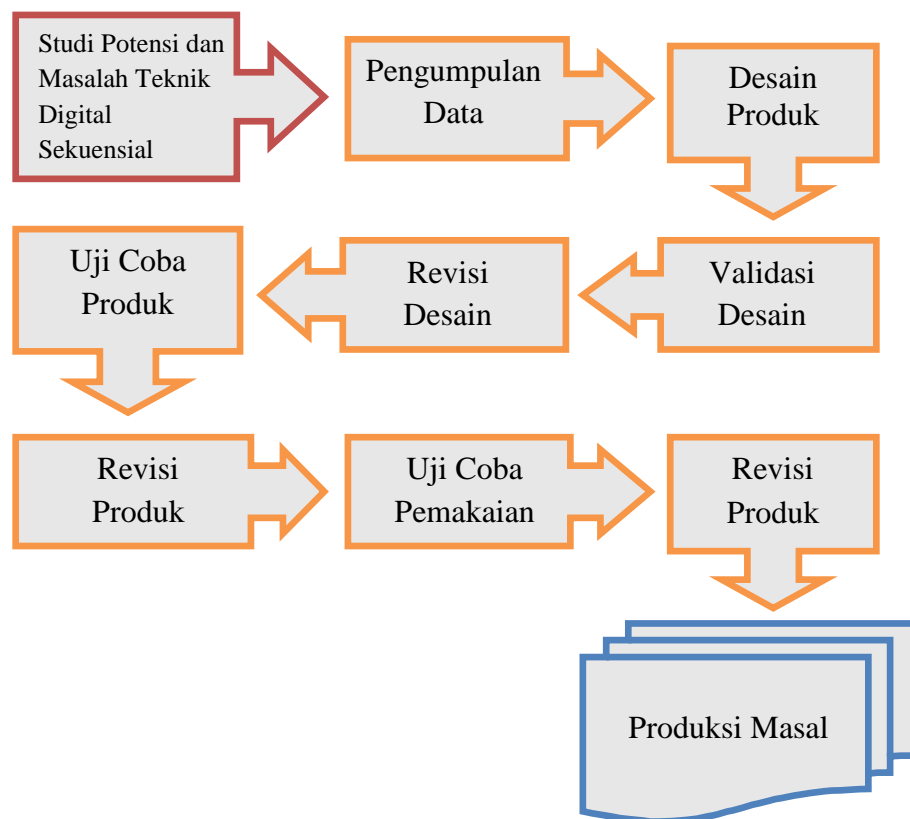 Studi Potensi dan
Masalah Teknik
Digital
Sekuensial
Pengumpulan
Data
Desain
Produk
Validasi
Desain
Revisi
Desain
Uji Coba
Produk
Revisi
Produk
Uji Coba
Pemakaian
Revisi
Produk
Produksi Masal